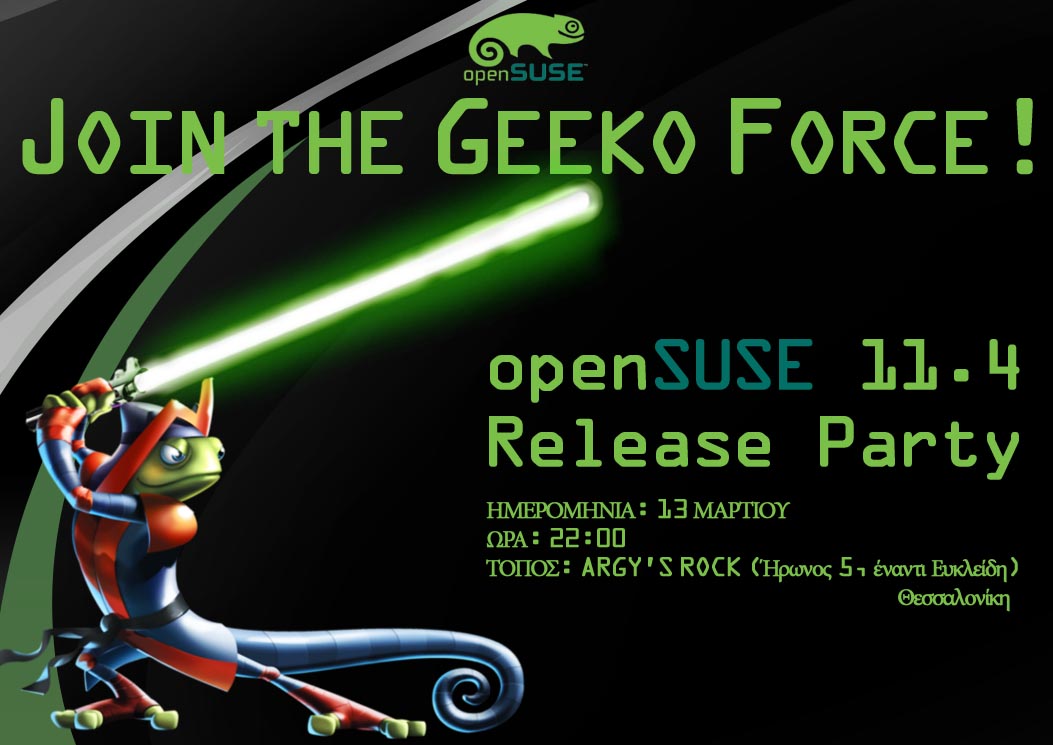 openSUSE™
JOIN THE GEEKO FORCE!
openSUSE 11.4
Release Party
ΗΜΕΡΟΜΗΝΙΑ: 13 ΜΑΡΤΙΟΥ
ΩΡΑ: 22:00
ΤΟΠΟΣ: ARGY'S ROCK (Ήρωνος 5, έναντι Ευκλείδη)
Θεσσαλονίκη